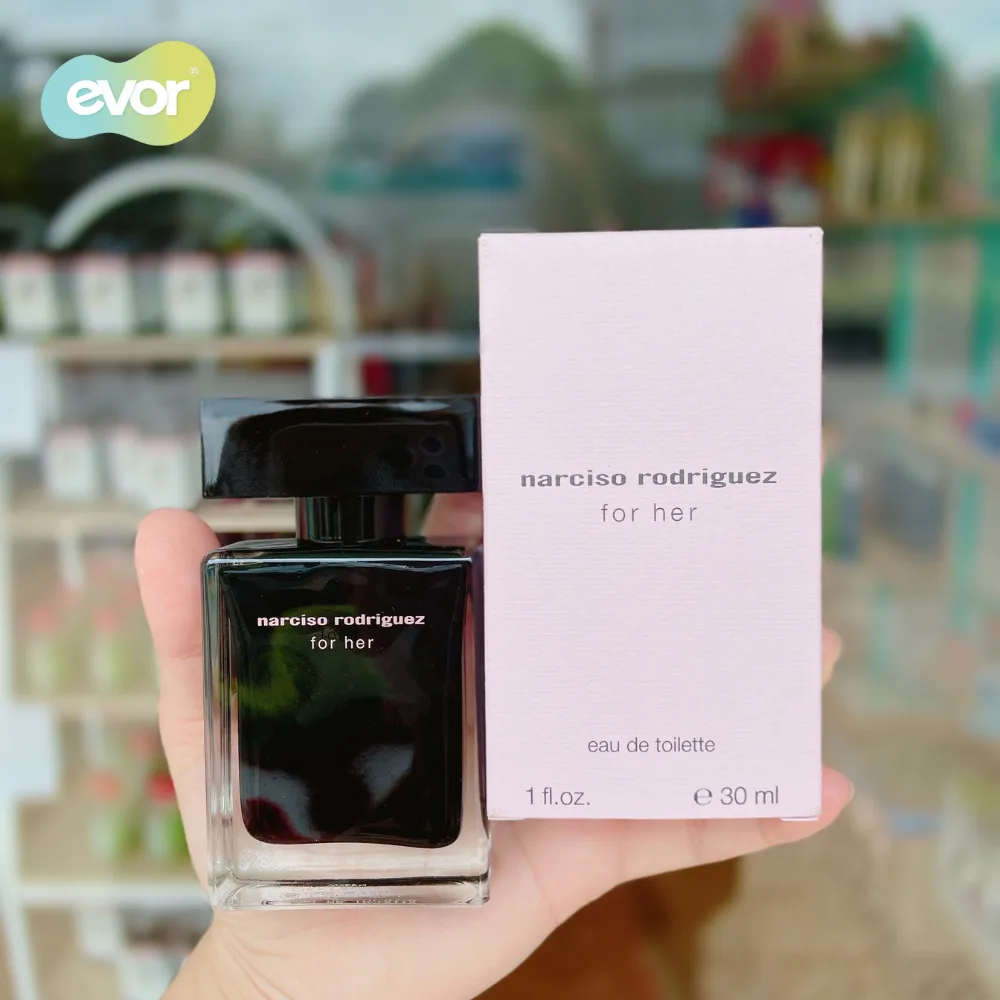 evor®
narciso rodriguez
for her
eau de toilette
1 fl.oz. ℮ 30 ml
narciso rodriguez
for her